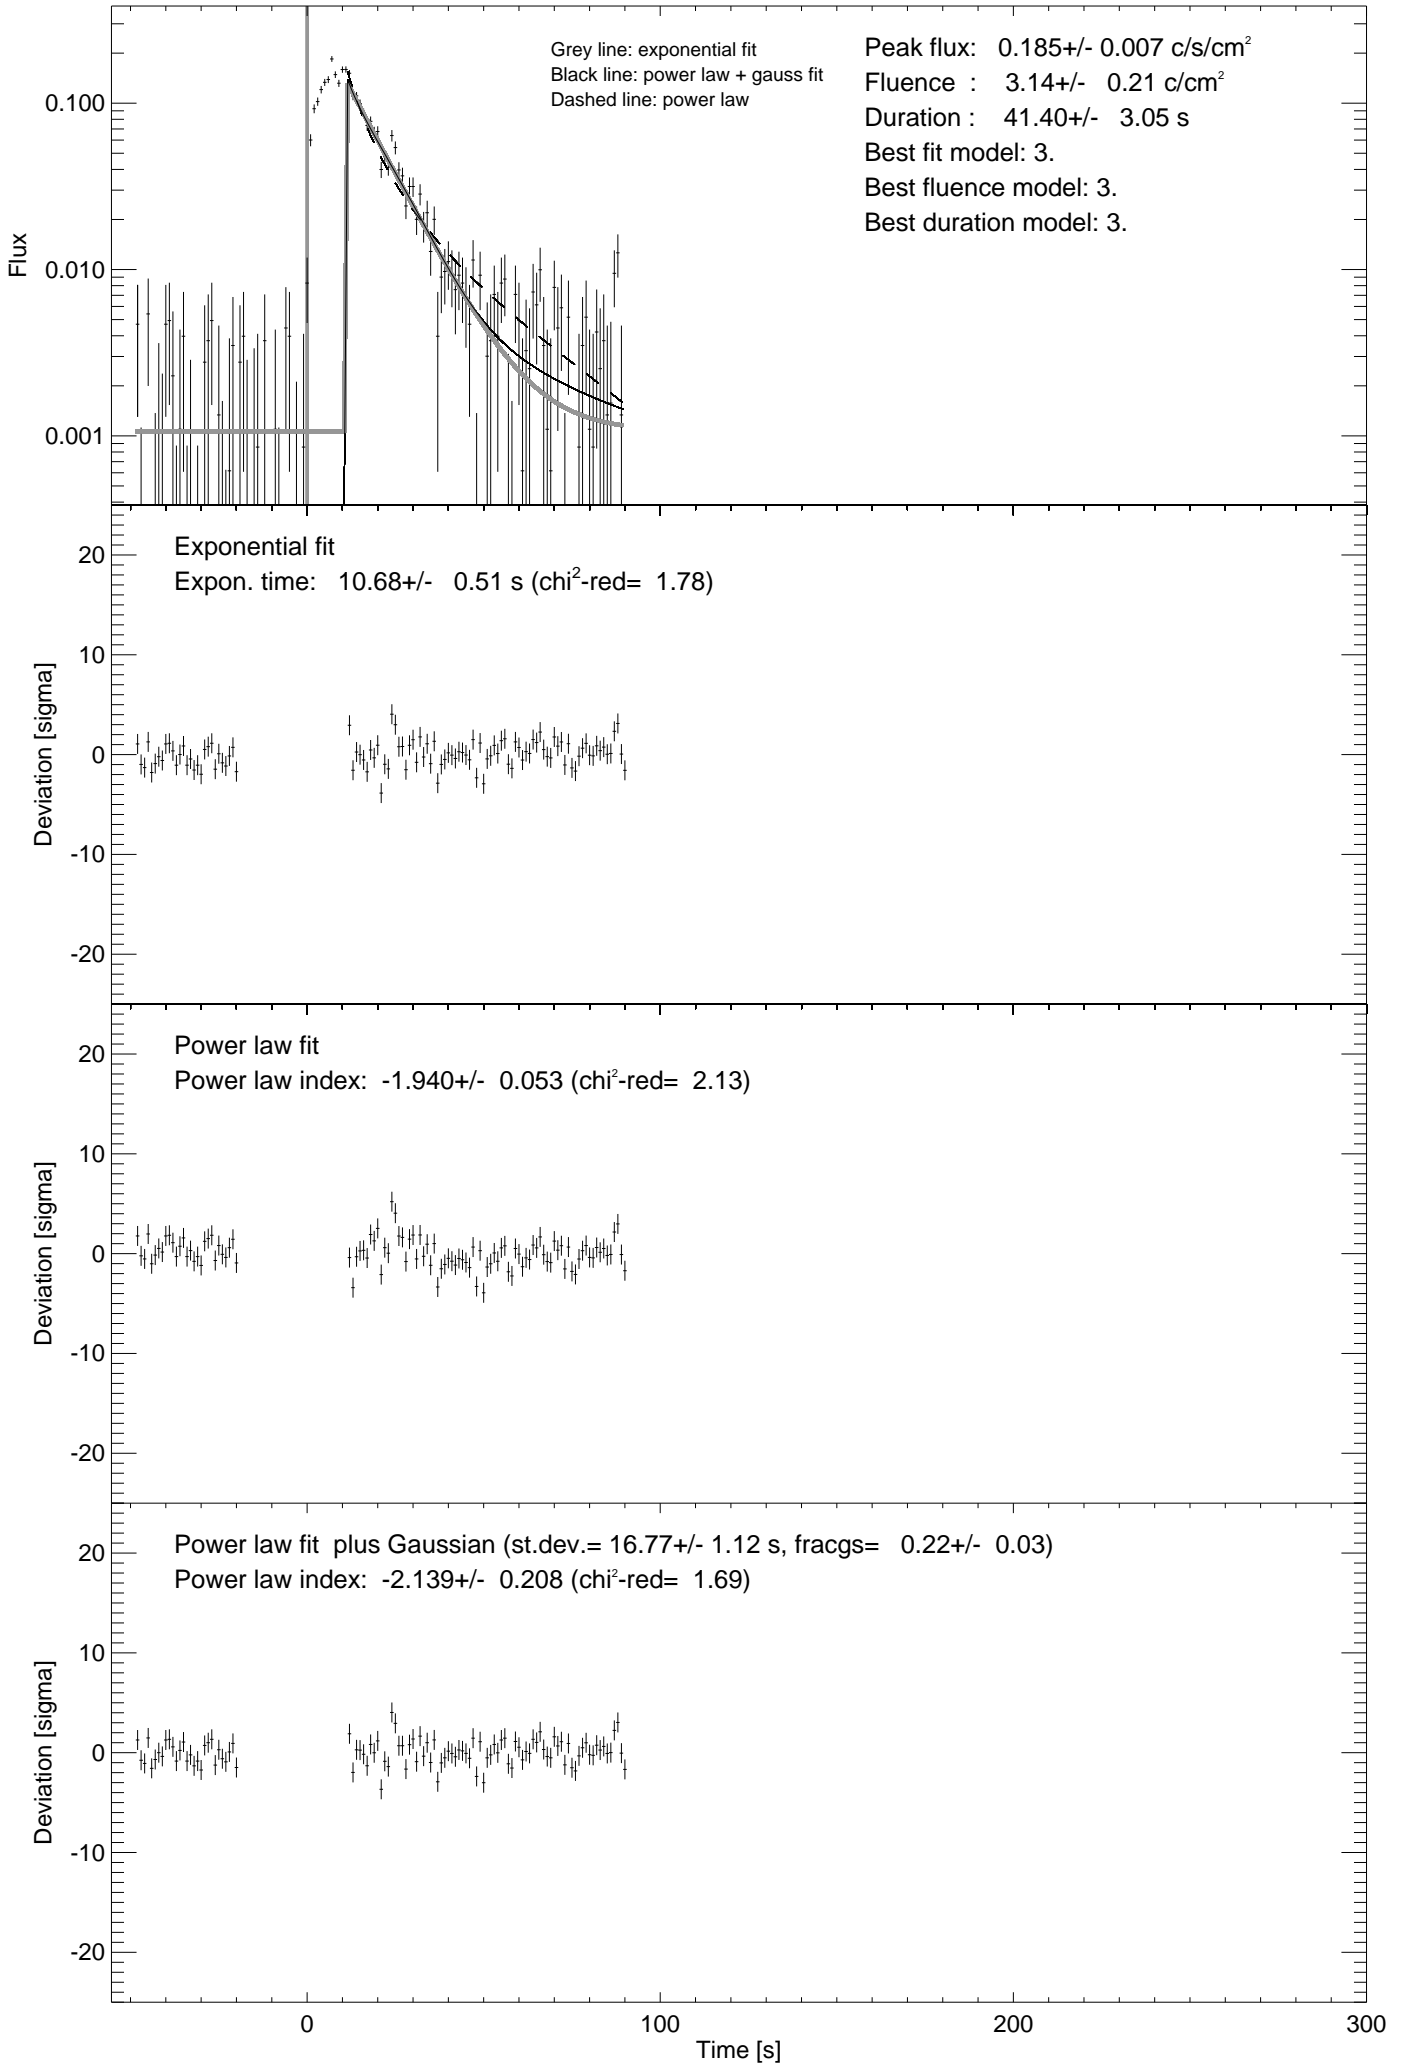 Grey line: exponential fit
Black line: power law + gauss fit
Dashed line: power law
Peak flux: 0.185+/- 0.007 c/s/cm²
Fluence : 3.14+/- 0.21 c/cm²
Duration : 41.40+/- 3.05 s
Best fit model: 3.
Best fluence model: 3.
Best duration model: 3.
Flux
0.100
0.010
0.001
Exponential fit
Expon. time: 10.68+/- 0.51 s (chi²-red= 1.78)
Deviation [sigma]
20
10
0
-10
-20
Power law fit
Power law index: -1.940+/- 0.053 (chi²-red= 2.13)
Deviation [sigma]
20
10
0
-10
-20
Power law fit plus Gaussian (st.dev.= 16.77+/- 1.12 s, fracgs= 0.22+/- 0.03)
Power law index: -2.139+/- 0.208 (chi²-red= 1.69)
Deviation [sigma]
20
10
0
-10
-20
0 100 200 300
Time [s]